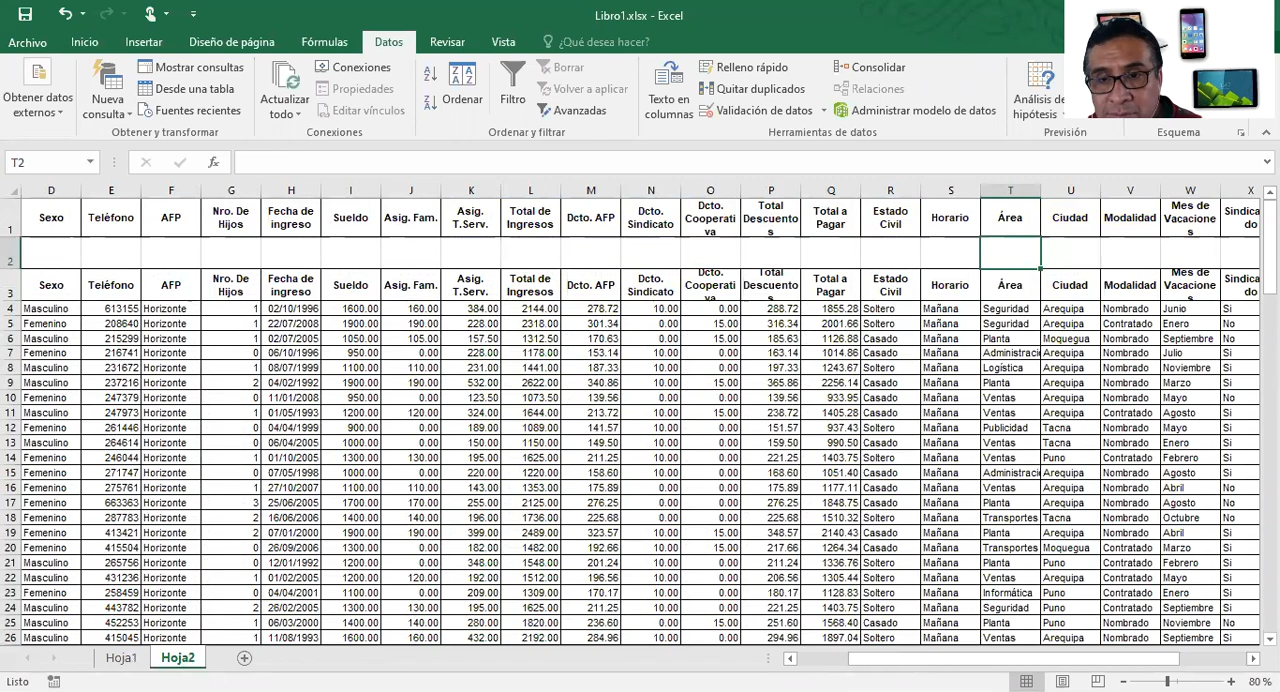 Libro1.xlsx - Excel
Archivo Inicio Insertar Diseño de página Fórmulas Datos Revisar Vista ¿Qué desea hacer?
Obtener datos externos
Nueva consulta
Mostrar consultas
Desde una tabla
Fuentes recientes
Obtener y transformar
Actualizar todo
Conexiones
Propiedades
Editar vínculos
Conexiones
Ordenar
Filtro
Borrar
Volver a aplicar
Avanzadas
Ordenar y filtrar
Texto en columnas
Relleno rápido
Quitar duplicados
Validación de datos
Consolidar
Relaciones
Administrar modelo de datos
Herramientas de datos
Análisis de hipótesis
Previsión
Esquema
T2 fx
D E F G H I J K L M N O P Q R S T U V W X
1 Sexo Teléfono AFP Nro. De Hijos Fecha de ingreso Sueldo Asig. Fam. Asig. T.Serv. Total de Ingresos Dcto. AFP Dcto. Sindicato Dcto. Cooperativa Total Descuentos Total a Pagar Estado Civil Horario Área Ciudad Modalidad Mes de Vacaciones Sindicado
2
3 Sexo Teléfono AFP Nro. De Hijos Fecha de ingreso Sueldo Asig. Fam. Asig. T.Serv. Total de Ingresos Dcto. AFP Dcto. Sindicato Dcto. Cooperativa Total Descuentos Total a Pagar Estado Civil Horario Área Ciudad Modalidad Mes de Vacaciones Sindicado
4 Masculino 613155 Horizonte 1 02/10/1996 1600.00 160.00 384.00 2144.00 278.72 10.00 0.00 288.72 1855.28 Soltero Mañana Seguridad Arequipa Nombrado Junio Si
5 Femenino 208640 Horizonte 1 22/07/2008 1900.00 190.00 228.00 2318.00 301.34 0.00 15.00 316.34 2001.66 Soltero Mañana Seguridad Arequipa Contratado Enero No
6 Masculino 215299 Horizonte 1 02/07/2005 1050.00 105.00 157.50 1312.50 170.63 0.00 15.00 185.63 1126.88 Casado Mañana Planta Moquegua Nombrado Septiembre No
7 Femenino 216741 Horizonte 0 06/10/1996 950.00 0.00 228.00 1178.00 153.14 10.00 0.00 163.14 1014.86 Casado Mañana Administraci Arequipa Nombrado Julio Si
8 Femenino 231672 Horizonte 1 08/07/1999 1100.00 110.00 231.00 1441.00 187.33 10.00 0.00 197.33 1243.67 Casado Mañana Logística Arequipa Nombrado Noviembre Si
9 Masculino 237216 Horizonte 2 04/02/1992 1900.00 190.00 532.00 2622.00 340.86 10.00 15.00 365.86 2256.14 Casado Mañana Planta Arequipa Nombrado Marzo Si
10 Femenino 247379 Horizonte 0 11/01/2008 950.00 0.00 123.50 1073.50 139.56 0.00 0.00 139.56 933.95 Casado Mañana Ventas Arequipa Nombrado Mayo No
11 Masculino 247973 Horizonte 1 01/05/1993 1200.00 120.00 324.00 1644.00 213.72 10.00 15.00 238.72 1405.28 Casado Mañana Ventas Arequipa Contratado Agosto Si
12 Femenino 261446 Horizonte 0 04/04/1999 900.00 0.00 189.00 1089.00 141.57 10.00 0.00 151.57 937.43 Soltero Mañana Publicidad Tacna Nombrado Mayo Si
13 Masculino 264614 Horizonte 0 06/04/2005 1000.00 0.00 150.00 1150.00 149.50 10.00 0.00 159.50 990.50 Casado Mañana Ventas Tacna Nombrado Enero Si
14 Femenino 246044 Horizonte 1 01/10/2008 1300.00 130.00 195.00 1625.00 211.25 10.00 0.00 221.25 1403.75 Casado Mañana Ventas Puno Contratado Febrero Si
15 Femenino 271747 Horizonte 0 07/05/1998 1000.00 0.00 220.00 1220.00 158.60 10.00 0.00 168.60 1051.40 Casado Mañana Administraci Arequipa Nombrado Agosto Si
16 Femenino 275761 Horizonte 1 27/10/2007 1100.00 110.00 143.00 1353.00 175.89 0.00 0.00 175.89 1177.11 Casado Mañana Ventas Arequipa Nombrado Abril No
17 Femenino 663363 Horizonte 3 25/06/2005 1700.00 170.00 255.00 2125.00 276.25 0.00 0.00 276.25 1848.75 Casado Mañana Planta Arequipa Nombrado Agosto No
18 Femenino 287783 Horizonte 2 16/06/2006 1400.00 140.00 196.00 1736.00 225.68 0.00 0.00 225.68 1510.32 Soltero Mañana Transportes Tacna Nombrado Octubre No
19 Femenino 413421 Horizonte 2 07/01/2000 1900.00 190.00 399.00 2489.00 323.57 10.00 15.00 348.57 2140.43 Casado Mañana Planta Arequipa Nombrado Abril Si
20 Femenino 415504 Horizonte 0 26/09/2006 1300.00 0.00 182.00 1482.00 192.66 10.00 15.00 217.66 1264.34 Casado Mañana Transportes Moquegua Contratado Marzo Si
21 Femenino 265756 Horizonte 0 12/01/1992 1200.00 0.00 348.00 1548.00 201.24 10.00 0.00 211.24 1336.76 Soltero Mañana Planta Puno Contratado Febrero Si
22 Femenino 431236 Horizonte 1 01/02/2005 1200.00 120.00 192.00 1512.00 196.56 10.00 0.00 206.56 1305.44 Soltero Mañana Ventas Arequipa Contratado Mayo Si
23 Femenino 258459 Horizonte 0 04/04/2001 1100.00 0.00 209.00 1309.00 170.17 10.00 0.00 180.17 1128.83 Casado Mañana Informática Puno Contratado Enero Si
24 Masculino 443782 Horizonte 2 26/02/2005 1300.00 130.00 195.00 1625.00 211.25 10.00 0.00 221.25 1403.75 Soltero Mañana Seguridad Puno Contratado Septiembre Si
25 Masculino 452253 Horizonte 1 06/03/2000 1400.00 140.00 280.00 1820.00 236.60 0.00 15.00 251.60 1568.40 Casado Mañana Planta Puno Nombrado Noviembre No
26 Masculino 415045 Horizonte 1 11/08/1993 1600.00 160.00 432.00 2192.00 284.96 10.00 0.00 294.96 1897.04 Soltero Mañana Ventas Arequipa Nombrado Septiembre Si
Hoja1 Hoja2
Listo 80 %